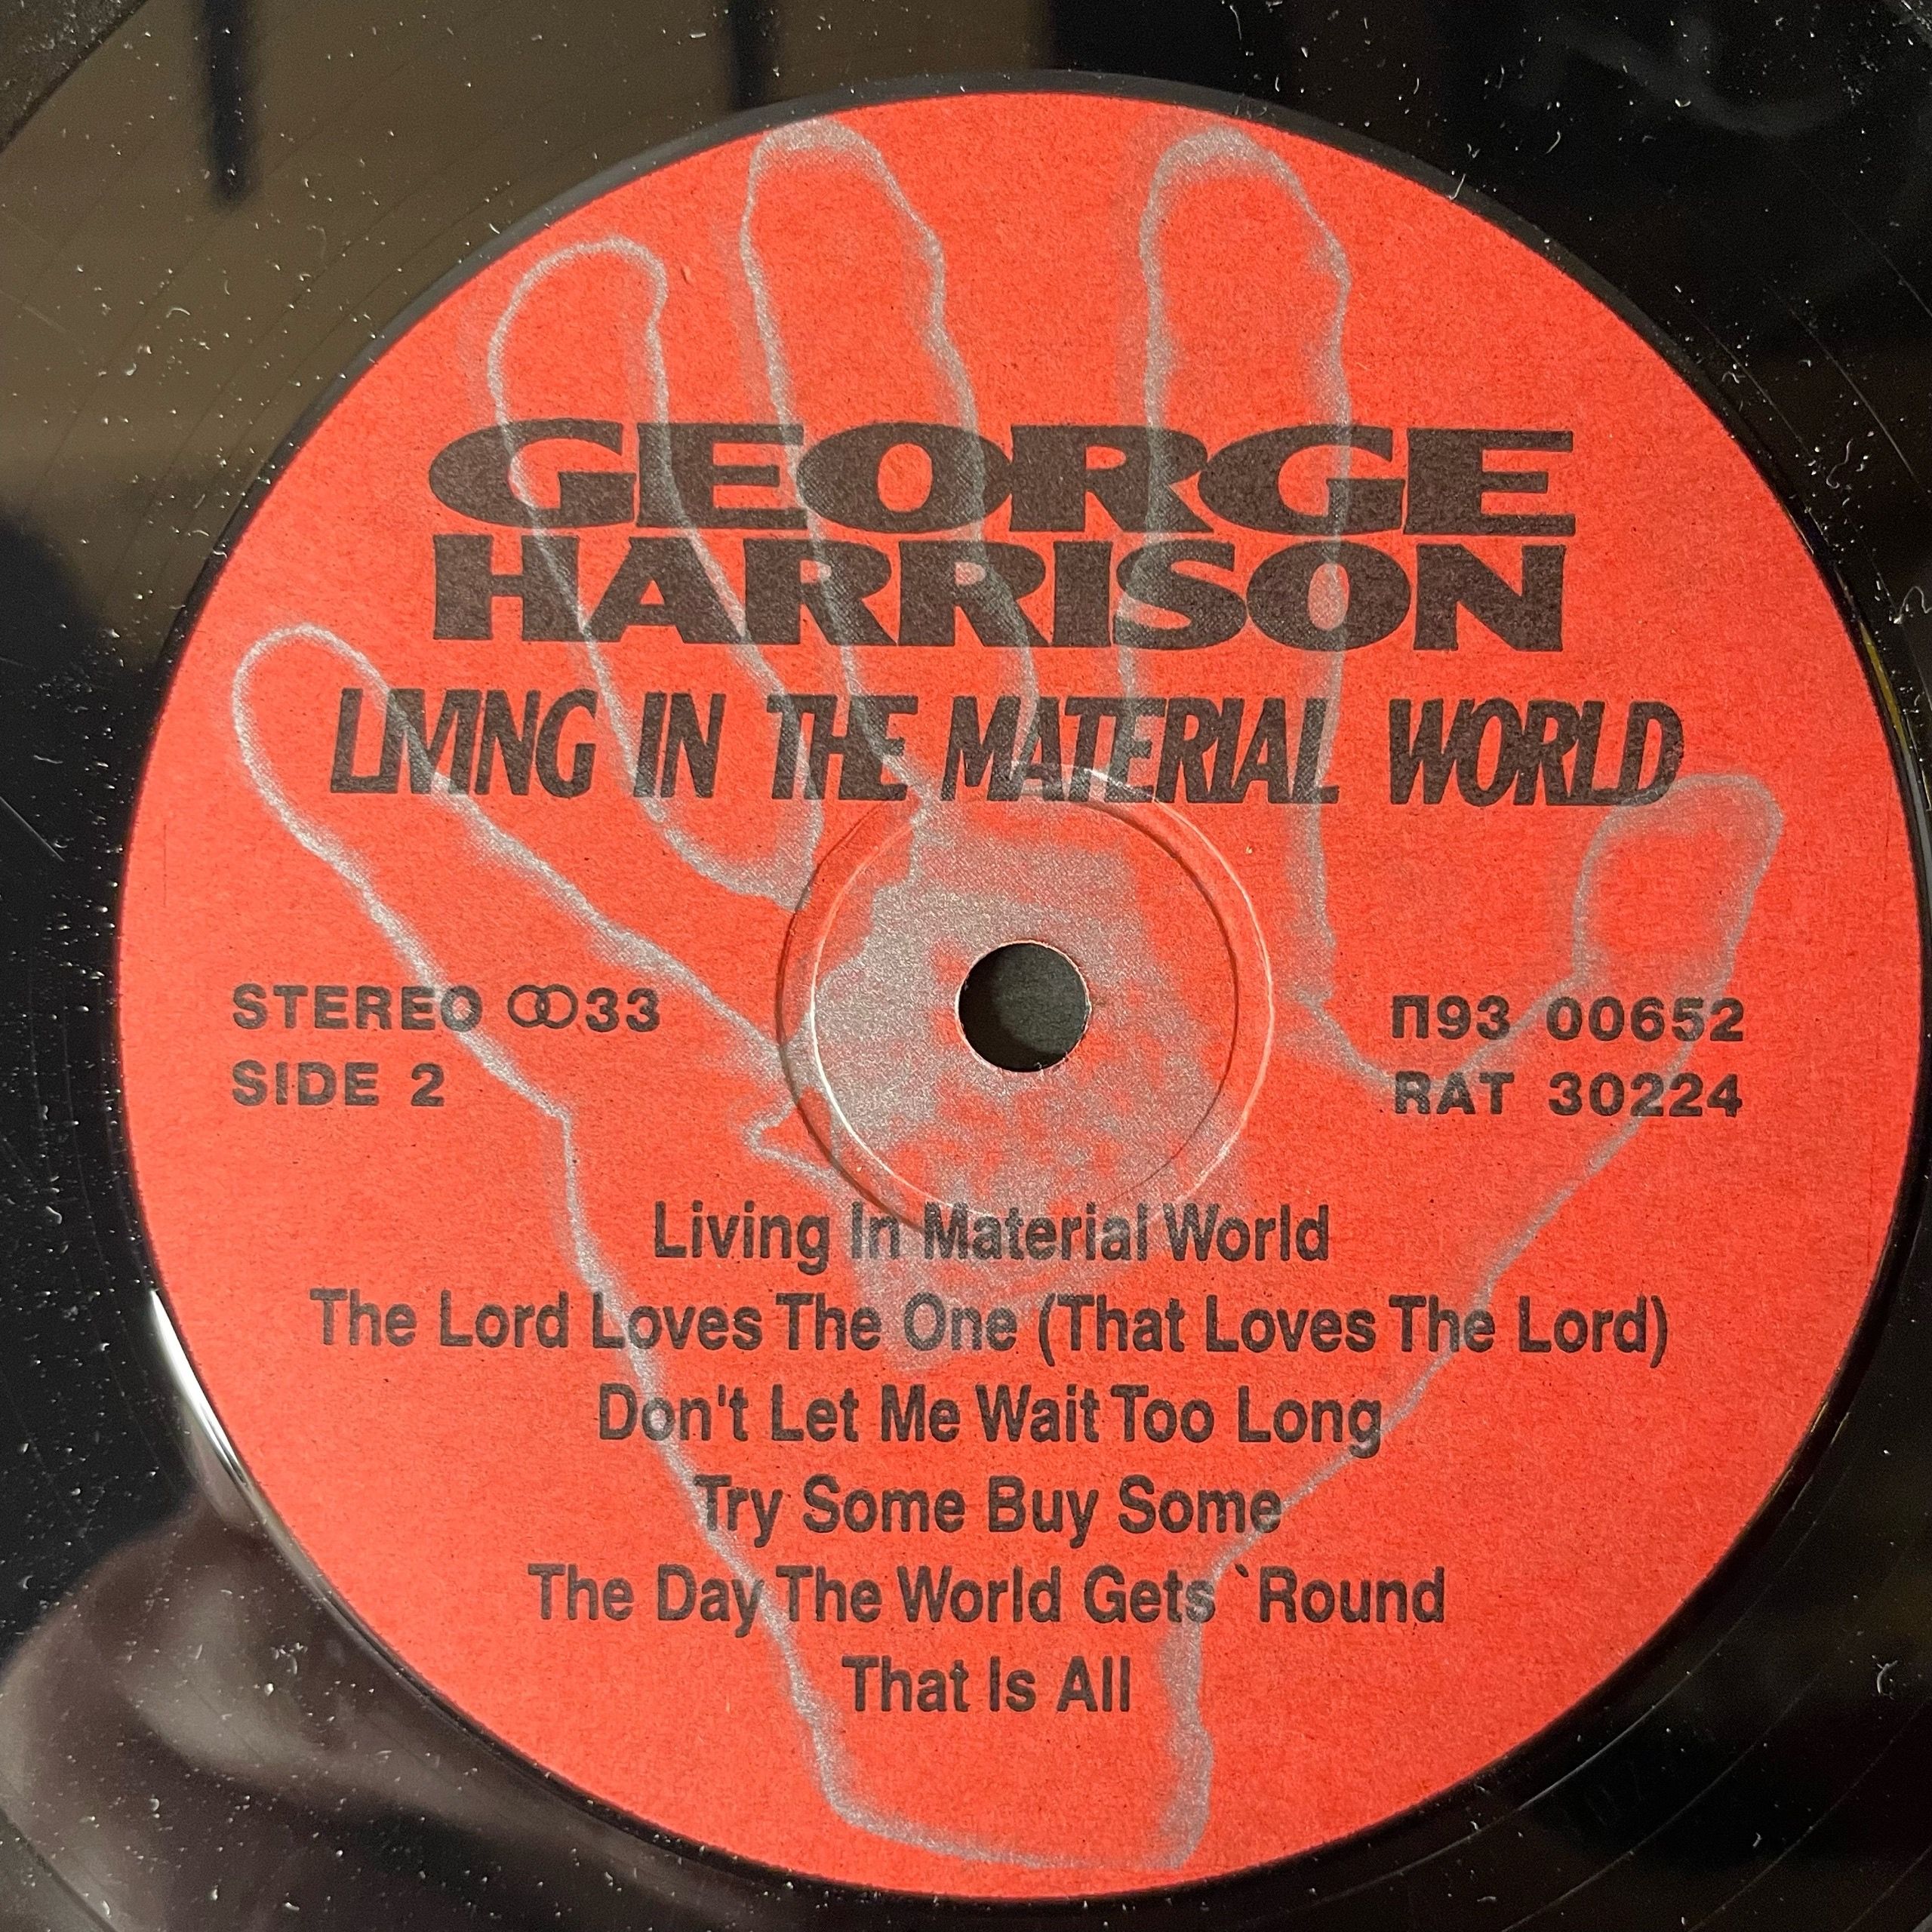 GEORGE
HARRISON
LIVING IN THE MATERIAL WORLD
STEREO 33
SIDE 2
П93 00652
RAT 30224
Living In Material World
The Lord Loves The One (That Loves The Lord)
Don't Let Me Wait Too Long
Try Some Buy Some
The Day The World Gets `Round
That Is All